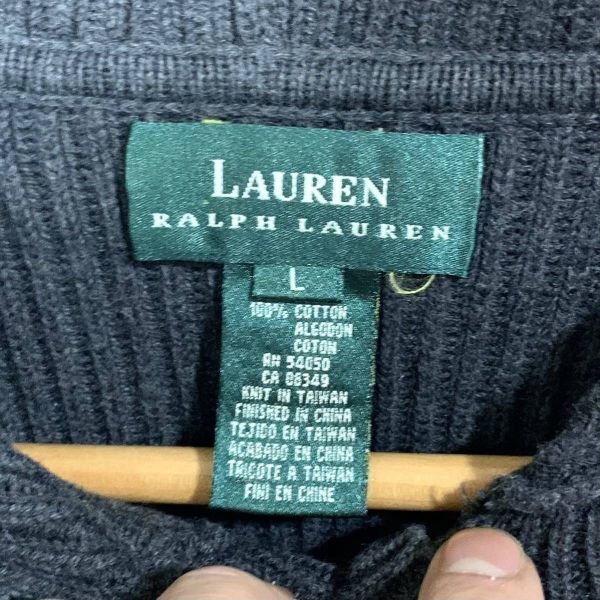 LAUREN
RALPH LAUREN
L
100% COTTON
ALGODON
COTON
RN 54050
CA 08349
KNIT IN TAIWAN
FINISHED IN CHINA
TEJIDO EN TAIWAN
ACABADO EN CHINA
TRICOTE A TAIWAN
FINI EN CHINE